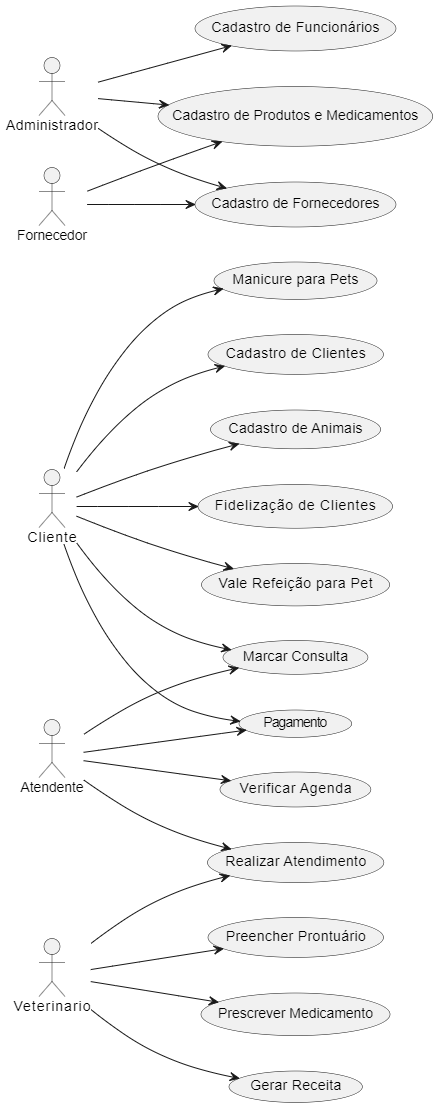 Cadastro de Funcionários
Administrador
Cadastro de Produtos e Medicamentos
Fornecedor
Cadastro de Fornecedores
Manicure para Pets
Cadastro de Clientes
Cadastro de Animais
Cliente
Fidelização de Clientes
Vale Refeição para Pet
Marcar Consulta
Pagamento
Atendente
Verificar Agenda
Realizar Atendimento
Preencher Prontuário
Veterinario
Prescrever Medicamento
Gerar Receita